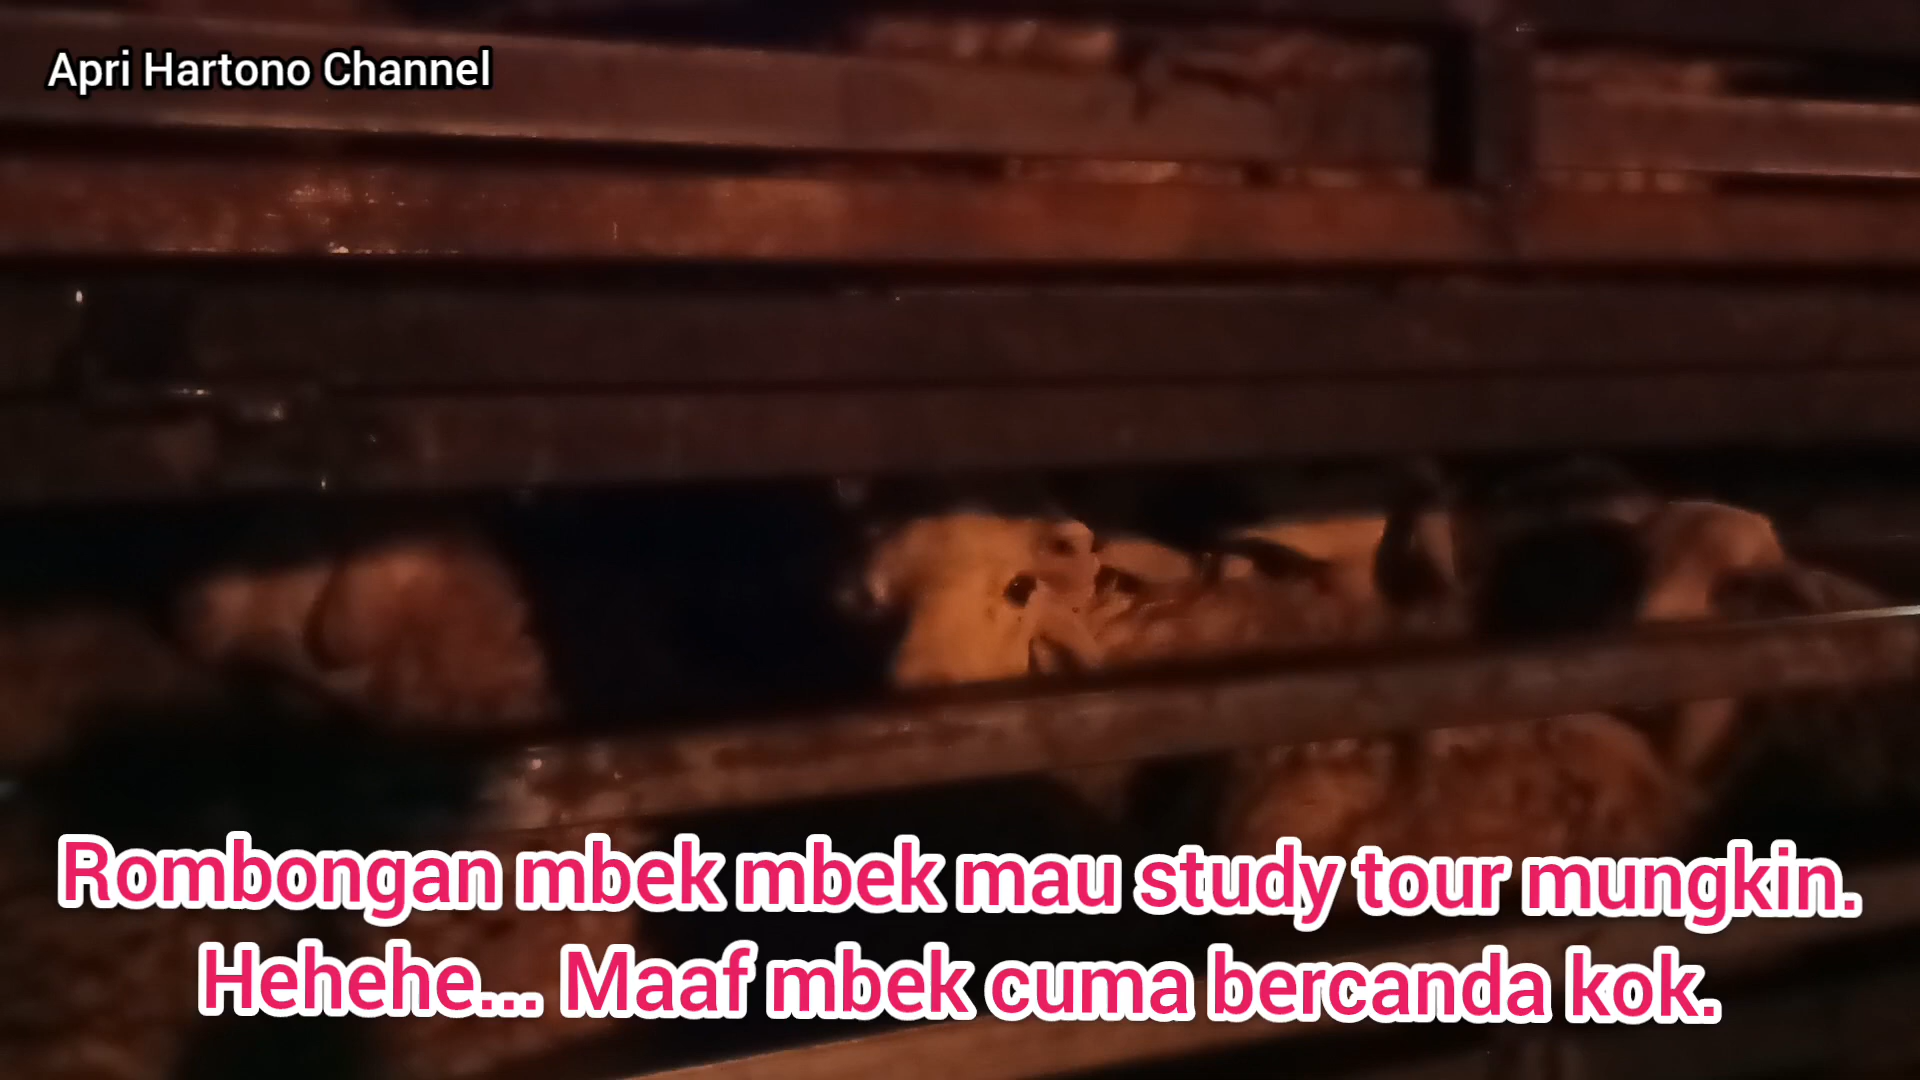 Apri Hartono Channel
Rombongan mbek mbek mau study tour mungkin.
Hehehe... Maaf mbek cuma bercanda kok.